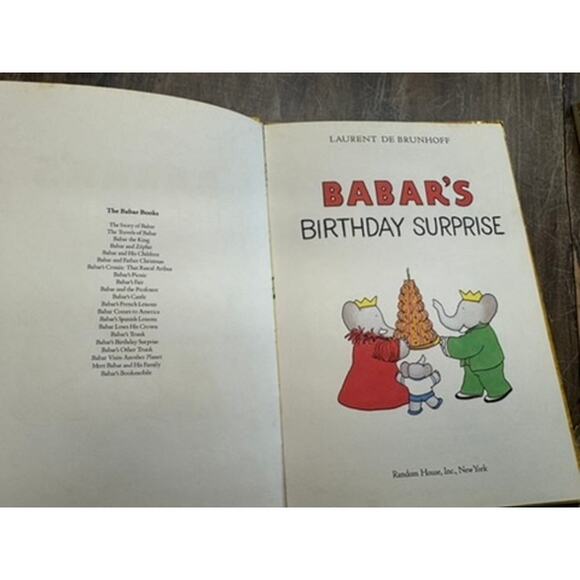 The Babar Books
The Story of Babar
The Travels of Babar
Babar the King
Babar and Zéphir
Babar and His Children
Babar and Father Christmas
Babar's Cousin: That Rascal Arthur
Babar's Picnic
Babar's Fair
Babar and the Professor
Babar's Castle
Babar's French Lessons
Babar Comes to America
Babar's Spanish Lessons
Babar Loses His Crown
Babar's Trunk
Babar's Birthday Surprise
Babar's Other Trunk
Babar Visits Another Planet
Meet Babar and His Family
Babar's Bookmobile
LAURENT DE BRUNHOFF
BABAR'S
BIRTHDAY SURPRISE
Random House, Inc., New York